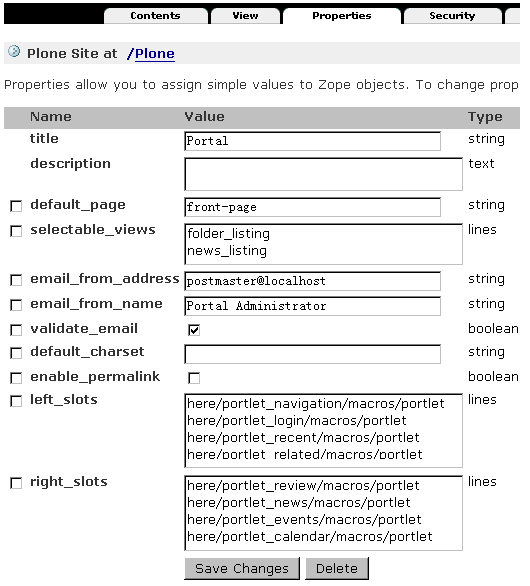 Contents View Properties Security
Plone Site at /Plone
Properties allow you to assign simple values to Zope objects. To change prop
Name Value Type
title Portal string
description text
default_page front-page string
selectable_views folder_listing lines
news_listing
email_from_address postmaster@localhost string
email_from_name Portal Administrator string
validate_email boolean
default_charset string
enable_permalink boolean
left_slots here/portlet_navigation/macros/portlet lines
here/portlet_login/macros/portlet
here/portlet_recent/macros/portlet
here/portlet_related/macros/portlet
right_slots here/portlet_review/macros/portlet lines
here/portlet_news/macros/portlet
here/portlet_events/macros/portlet
here/portlet_calendar/macros/portlet
Save Changes Delete